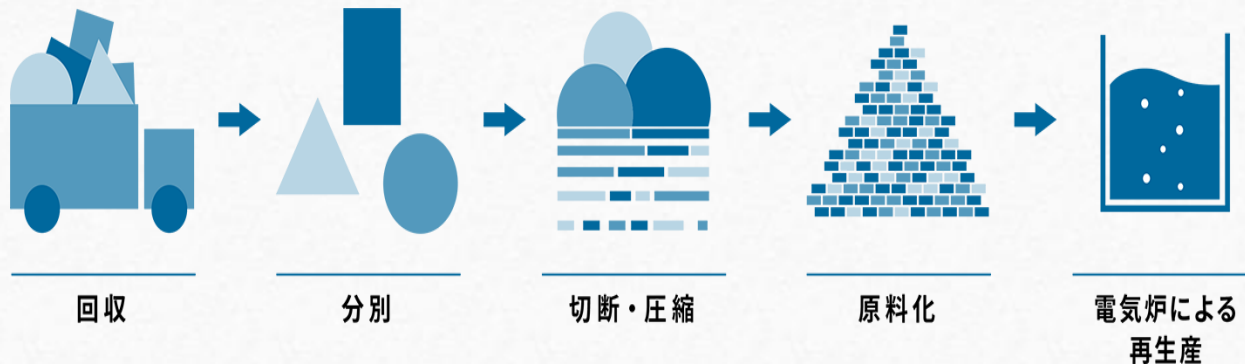 回収
分別
切断・圧縮
原料化
電気炉による
再生産